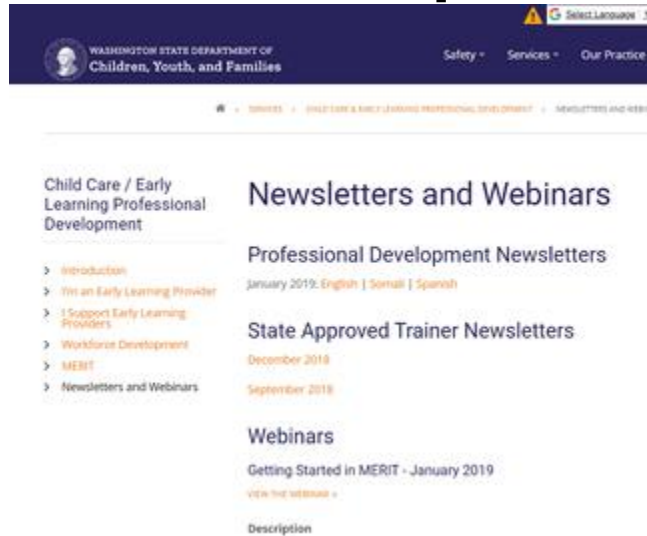 Select Language
WASHINGTON STATE DEPARTMENT OF
Children, Youth, and Families
Safety
Services
Our Practice
SERVICES
CHILD CARE & EARLY LEARNING PROFESSIONAL DEVELOPMENT
NEWSLETTERS AND
Child Care / Early
Learning Professional
Development
Introduction
I'm an Early Learning Provider
I Support Early Learning
Providers
Workforce Development
MERIT
Newsletters and Webinars
Newsletters and Webinars
Professional Development Newsletters
January 2019: English | Somali | Spanish
State Approved Trainer Newsletters
December 2018
September 2018
Webinars
Getting Started in MERIT - January 2019
VIEW THE WEBINAR »
Description